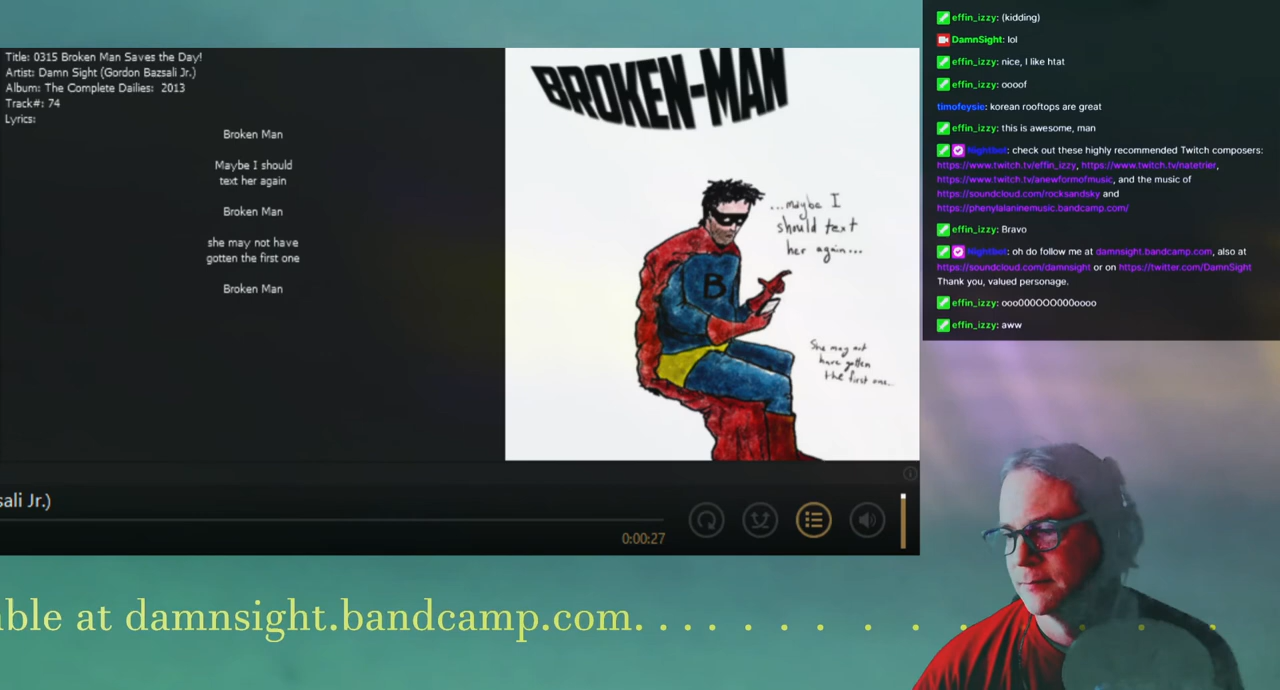 Title: 0315 Broken Man Saves the Day!
Artist: Damn Sight (Gordon Bazsali Jr.)
Album: The Complete Dailies:  2013
Track#: 74
Lyrics:
Broken Man
Maybe I should
text her again
Broken Man
she may not have
gotten the first one
Broken Man
BROKEN-MAN
...maybe I
should text
her again...
B
She may not
have gotten
the first one...
sali Jr.)
0:00:27
ble at damnsight.bandcamp.com. . . . . . . . . . . . . .
effin_izzy: (kidding)
DamnSight: lol
effin_izzy: nice, I like htat
effin_izzy: oooof
timofeysie: korean rooftops are great
effin_izzy: this is awesome, man
Nightbot: check out these highly recommended Twitch composers:
https://www.twitch.tv/effin_izzy, https://www.twitch.tv/natetrier,
https://www.twitch.tv/anewformofmusic, and the music of
https://soundcloud.com/rocksandsky and
https://phenylalaninemusic.bandcamp.com/
effin_izzy: Bravo
Nightbot: oh do follow me at damnsight.bandcamp.com, also at
https://soundcloud.com/damnsight or on https://twitter.com/DamnSight
Thank you, valued personage.
effin_izzy: ooo000OOO000oooo
effin_izzy: aww